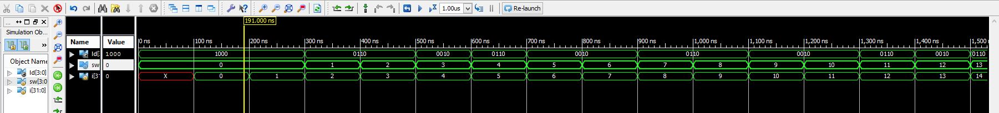 1.00us
Re-launch
191.000 ns
...
Simulation Ob...
Object Name
ld[3:0]
sw[3:0
i[31:0]
Name Value
0 ns 100 ns 200 ns 300 ns 400 ns 500 ns 600 ns 700 ns 800 ns 900 ns 1,000 ns 1,100 ns 1,200 ns 1,300 ns 1,400 ns 1,500 n
ld[3 1000 1000 0110 0010 0110 0010 0110 0010 0110 0010 0110
sw 0 0 1 2 3 4 5 6 7 8 9 10 11 12 13
i[31 0 X 0 1 2 3 4 5 6 7 8 9 10 11 12 13 14